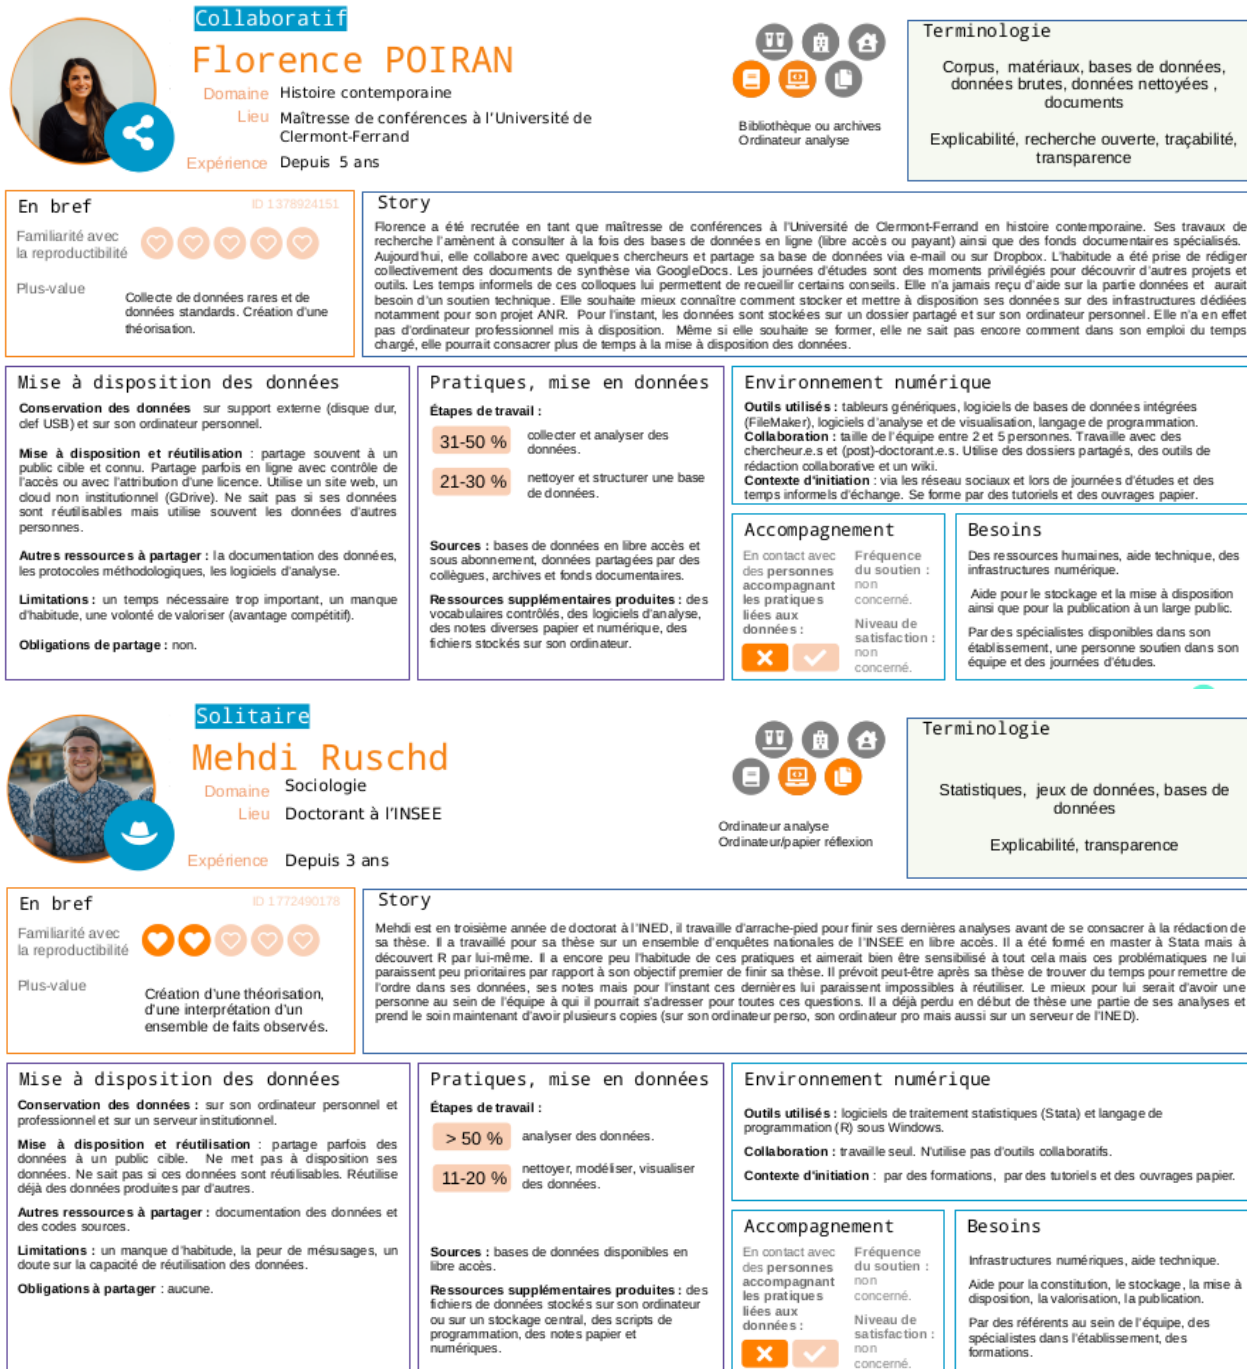 Collaboratif
Florence POIRAN
Domaine Histoire contemporaine
Lieu Maîtresse de conférences à l'Université de
Clermont-Ferrand
Expérience Depuis 5 ans
Bibliothèque ou archives
Ordinateur analyse
Terminologie
Corpus, matériaux, bases de données,
données brutes, données nettoyées ,
documents
Explicabilité, recherche ouverte, traçabilité,
transparence
En bref
ID 1378924151
Familiarité avec
la reproductibilité
Plus-value
Collecte de données rares et de
données standards. Création d'une
théorisation.
Story
Florence a été recrutée en tant que maîtresse de conférences à l'Université de Clermont-Ferrand en histoire contemporaine. Ses travaux de
recherche l'amènent à consulter à la fois des bases de données en ligne (libre accès ou payant) ainsi que des fonds documentaires spécialisés.
Aujourd'hui, elle collabore avec quelques chercheurs et partage sa base de données via e-mail ou sur Dropbox. L'habitude a été prise de rédiger
collectivement des documents de synthèse via GoogleDocs. Les journées d'études sont des moments privilégiés pour découvrir d'autres projets et
outils. Les temps informels de ces colloques lui permettent de recueillir certains conseils. Elle n'a jamais reçu d'aide sur la partie données et aurait
besoin d'un soutien technique. Elle souhaite mieux connaître comment stocker et mettre à disposition ses données sur des infrastructures dédiées
notamment pour son projet ANR. Pour l'instant, les données sont stockées sur un dossier partagé et sur son ordinateur personnel. Elle n'a en effet
pas d'ordinateur professionnel mis à disposition. Même si elle souhaite se former, elle ne sait pas encore comment dans son emploi du temps
chargé, elle pourrait consacrer plus de temps à la mise à disposition des données.
Mise à disposition des données
Conservation des données sur support externe (disque dur,
clef USB) et sur son ordinateur personnel.
Mise à disposition et réutilisation : partage souvent à un
public cible et connu. Partage parfois en ligne avec contrôle de
l'accès ou avec l'attribution d'une licence. Utilise un site web, un
cloud non institutionnel (GDrive). Ne sait pas si ses données
sont réutilisables mais utilise souvent les données d'autres
personnes.
Autres ressources à partager : la documentation des données,
les protocoles méthodologiques, les logiciels d'analyse.
Limitations : un temps nécessaire trop important, un manque
d'habitude, une volonté de valoriser (avantage compétitif).
Obligations de partage : non.
Pratiques, mise en données
Étapes de travail :
31-50 % collecter et analyser des
données.
21-30 % nettoyer et structurer une base
de données.
Sources : bases de données en libre accès et
sous abonnement, données partagées par des
collègues, archives et fonds documentaires.
Ressources supplémentaires produites : des
vocabulaires contrôlés, des logiciels d'analyse,
des notes diverses papier et numérique, des
fichiers stockés sur son ordinateur.
Environnement numérique
Outils utilisés : tableurs génériques, logiciels de bases de données intégrées
(FileMaker), logiciels d'analyse et de visualisation, langage de programmation.
Collaboration : taille de l'équipe entre 2 et 5 personnes. Travaille avec des
chercheur.e.s et (post)-doctorant.e.s. Utilise des dossiers partagés, des outils de
rédaction collaborative et un wiki.
Contexte d'initiation : via les réseau sociaux et lors de journées d'études et des
temps informels d'échange. Se forme par des tutoriels et des ouvrages papier.
Accompagnement
En contact avec
des personnes
accompagnant
les pratiques
liées aux
données :
Fréquence
du soutien :
non
concerné.
Niveau de
satisfaction :
non
concerné.
Besoins
Des ressources humaines, aide technique, des
infrastructures numérique.
Aide pour le stockage et la mise à disposition
ainsi que pour la publication à un large public.
Par des spécialistes disponibles dans son
établissement, une personne soutien dans son
équipe et des journées d'études.
Solitaire
Mehdi Ruschd
Domaine Sociologie
Lieu Doctorant à l'INSEE
Expérience Depuis 3 ans
Ordinateur analyse
Ordinateur/papier réflexion
Terminologie
Statistiques, jeux de données, bases de
données
Explicabilité, transparence
En bref
ID 1772490178
Familiarité avec
la reproductibilité
Plus-value
Création d'une théorisation,
d'une interprétation d'un
ensemble de faits observés.
Story
Mehdi est en troisième année de doctorat à l'INED, il travaille d'arrache-pied pour finir ses dernières analyses avant de se consacrer à la rédaction de
sa thèse. Il a travaillé pour sa thèse sur un ensemble d'enquêtes nationales de l'INSEE en libre accès. Il a été formé en master à Stata mais à
découvert R par lui-même. Il a encore peu l'habitude de ces pratiques et aimerait bien être sensibilisé à tout cela mais ces problématiques ne lui
paraissent peu prioritaires par rapport à son objectif premier de finir sa thèse. Il prévoit peut-être après sa thèse de trouver du temps pour remettre de
l'ordre dans ses données, ses notes mais pour l'instant ces dernières lui paraissent impossibles à réutiliser. Le mieux pour lui serait d'avoir une
personne au sein de l'équipe à qui il pourrait s'adresser pour toutes ces questions. Il a déjà perdu en début de thèse une partie de ses analyses et
prend le soin maintenant d'avoir plusieurs copies (sur son ordinateur perso, son ordinateur pro mais aussi sur un serveur de l'INED).
Mise à disposition des données
Conservation des données : sur son ordinateur personnel et
professionnel et sur un serveur institutionnel.
Mise à disposition et réutilisation : partage parfois des
données à un public cible. Ne met pas à disposition ses
données. Ne sait pas si ces données sont réutilisables. Réutilise
déjà des données produites par d'autres.
Autres ressources à partager : documentation des données et
des codes sources.
Limitations : un manque d'habitude, la peur de mésusages, un
doute sur la capacité de réutilisation des données.
Obligations à partager : aucune.
Pratiques, mise en données
Étapes de travail :
> 50 % analyser des données.
11-20 % nettoyer, modéliser, visualiser
des données.
Sources : bases de données disponibles en
libre accès.
Ressources supplémentaires produites : des
fichiers de données stockés sur son ordinateur
ou sur un stockage central, des scripts de
programmation, des notes papier et
numériques.
Environnement numérique
Outils utilisés : logiciels de traitement statistiques (Stata) et langage de
programmation (R) sous Windows.
Collaboration : travaille seul. N'utilise pas d'outils collaboratifs.
Contexte d'initiation : par des formations, par des tutoriels et des ouvrages papier.
Accompagnement
En contact avec
des personnes
accompagnant
les pratiques
liées aux
données :
Fréquence
du soutien :
non
concerné.
Niveau de
satisfaction :
non
concerné.
Besoins
Infrastructures numériques, aide technique.
Aide pour la constitution, le stockage, la mise à
disposition, la valorisation, la publication.
Par des référents au sein de l'équipe, des
spécialistes dans l'établissement, des
formations.